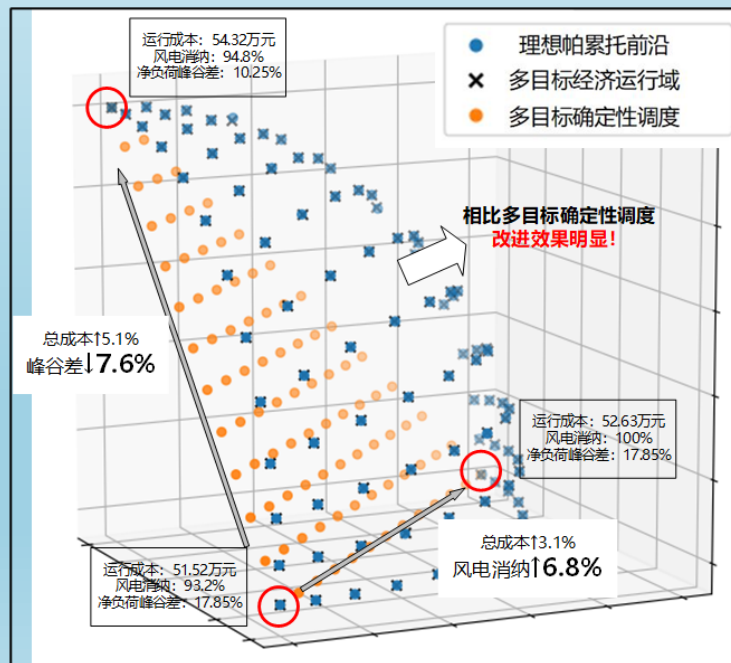 运行成本：54.32万元
风电消纳：94.8%
净负荷峰谷差：10.25%
理想帕累托前沿
多目标经济运行域
多目标确定性调度
相比多目标确定性调度
改进效果明显！
总成本↑5.1%
峰谷差↓7.6%
运行成本：52.63万元
风电消纳：100%
净负荷峰谷差：17.85%
总成本↑3.1%
风电消纳↑6.8%
运行成本：51.52万元
风电消纳：93.2%
净负荷峰谷差：17.85%